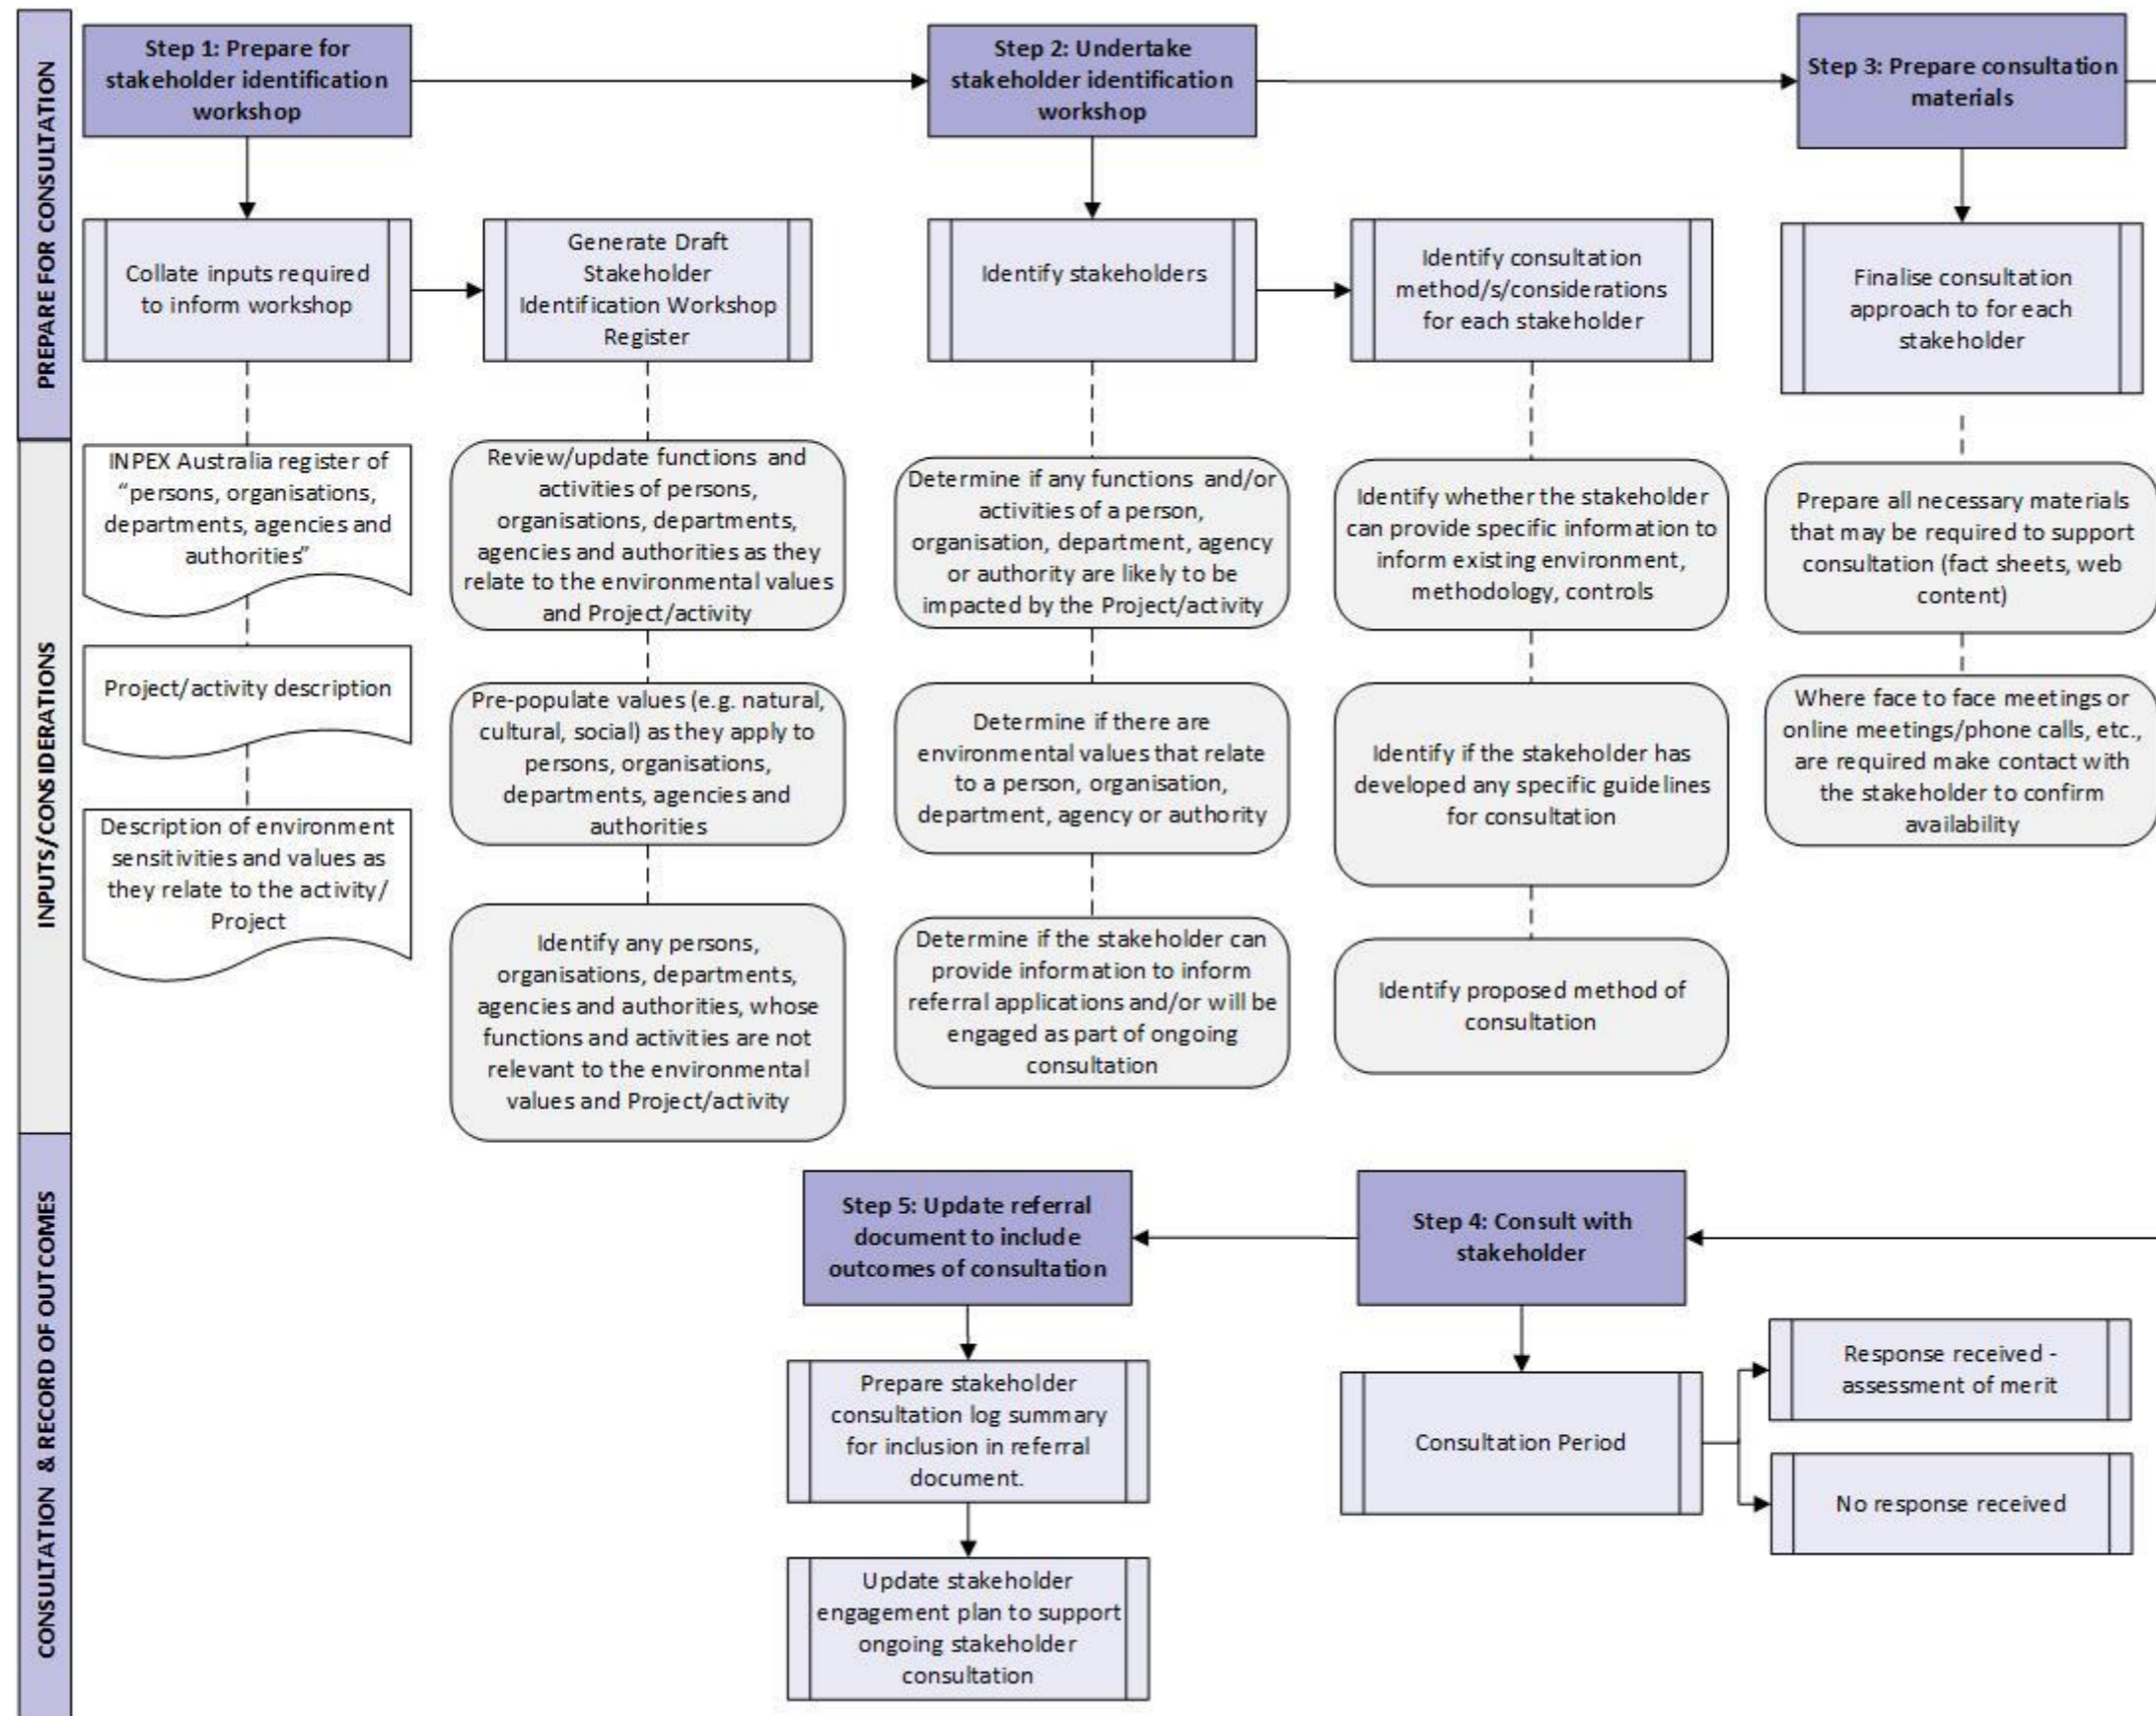 PREPARE FOR CONSULTATION
Step 1: Prepare for
stakeholder identification
workshop
Step 2: Undertake
stakeholder identification
workshop
Step 3: Prepare consultation
materials
Collate inputs required
to inform workshop
Generate Draft
Stakeholder
Identification Workshop
Register
Identify stakeholders
Identify consultation
method/s/considerations
for each stakeholder
Finalise consultation
approach to for each
stakeholder
INPUTS/CONSIDERATIONS
INPEX Australia register of
“persons, organisations,
departments, agencies and
authorities”
Project/activity description
Description of environment
sensitivities and values as
they relate to the activity/
Project
Review/update functions and
activities of persons,
organisations, departments,
agencies and authorities as they
relate to the environmental values
and Project/activity
Pre-populate values (e.g. natural,
cultural, social) as they apply to
persons, organisations,
departments, agencies and
authorities
Identify any persons,
organisations, departments,
agencies and authorities, whose
functions and activities are not
relevant to the environmental
values and Project/activity
Determine if any functions and/or
activities of a person,
organisation, department, agency
or authority are likely to be
impacted by the Project/activity
Determine if there are
environmental values that relate
to a person, organisation,
department, agency or authority
Determine if the stakeholder can
provide information to inform
referral applications and/or will be
engaged as part of ongoing
consultation
Identify whether the stakeholder
can provide specific information to
inform existing environment,
methodology, controls
Identify if the stakeholder has
developed any specific guidelines
for consultation
Identify proposed method of
consultation
Prepare all necessary materials
that may be required to support
consultation (fact sheets, web
content)
Where face to face meetings or
online meetings/phone calls, etc.,
are required make contact with
the stakeholder to confirm
availability
CONSULTATION & RECORD OF OUTCOMES
Step 5: Update referral
document to include
outcomes of consultation
Step 4: Consult with
stakeholder
Prepare stakeholder
consultation log summary
for inclusion in referral
document.
Update stakeholder
engagement plan to support
ongoing stakeholder
consultation
Consultation Period
Response received -
assessment of merit
No response received